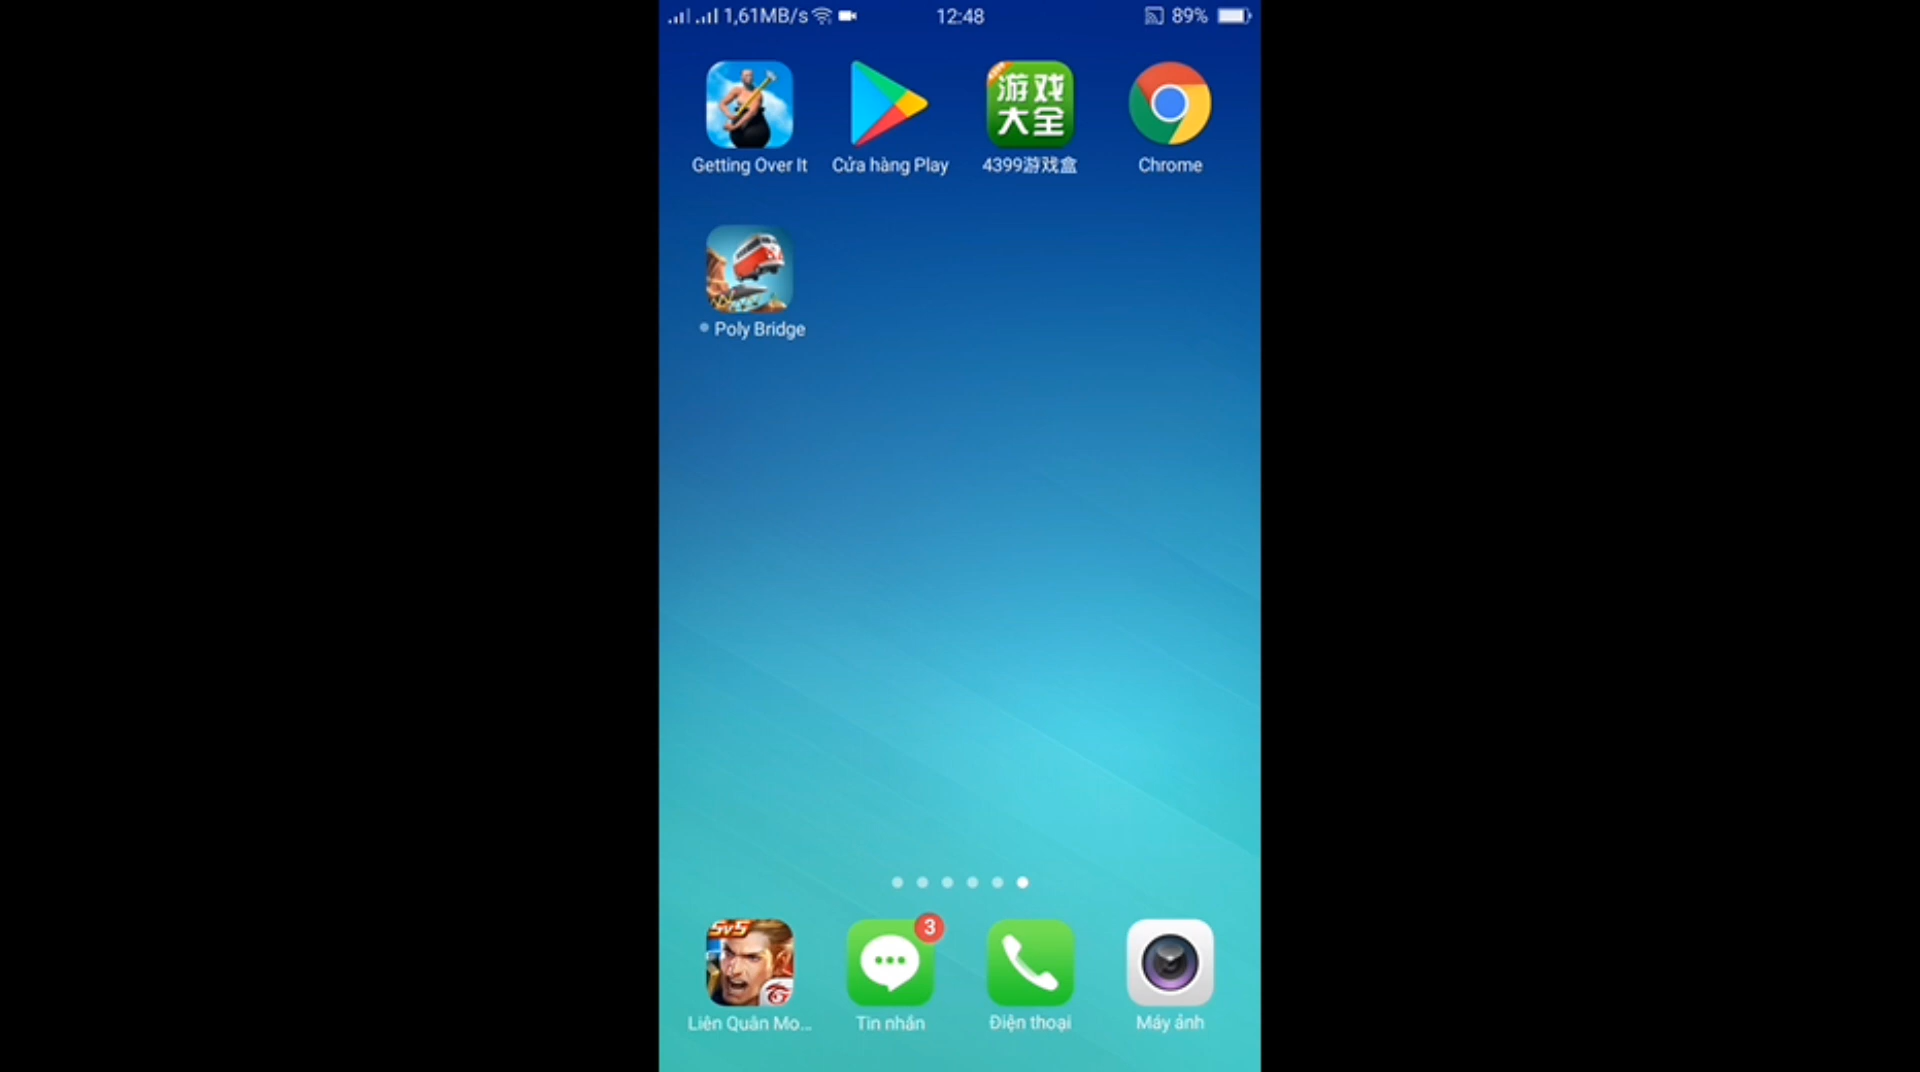 1,61MB/s 12:48 89%
游戏
大全
Getting Over It Cửa hàng Play 4399游戏盒 Chrome
Poly Bridge
5v5 3
Liên Quân Mo... Tin nhắn Điện thoại Máy ảnh